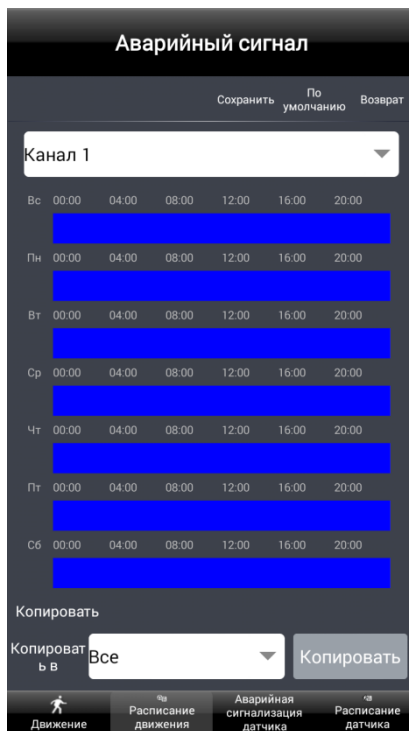 Аварийный сигнал
Сохранить По умолчанию Возврат
Канал 1
Вс 00:00 04:00 08:00 12:00 16:00 20:00
Пн 00:00 04:00 08:00 12:00 16:00 20:00
Вт 00:00 04:00 08:00 12:00 16:00 20:00
Ср 00:00 04:00 08:00 12:00 16:00 20:00
Чт 00:00 04:00 08:00 12:00 16:00 20:00
Пт 00:00 04:00 08:00 12:00 16:00 20:00
Сб 00:00 04:00 08:00 12:00 16:00 20:00
Копировать
Копироват
ь в
Все
Копировать
Движение
Расписание
движения
Аварийная
сигнализация
датчика
Расписание
датчика